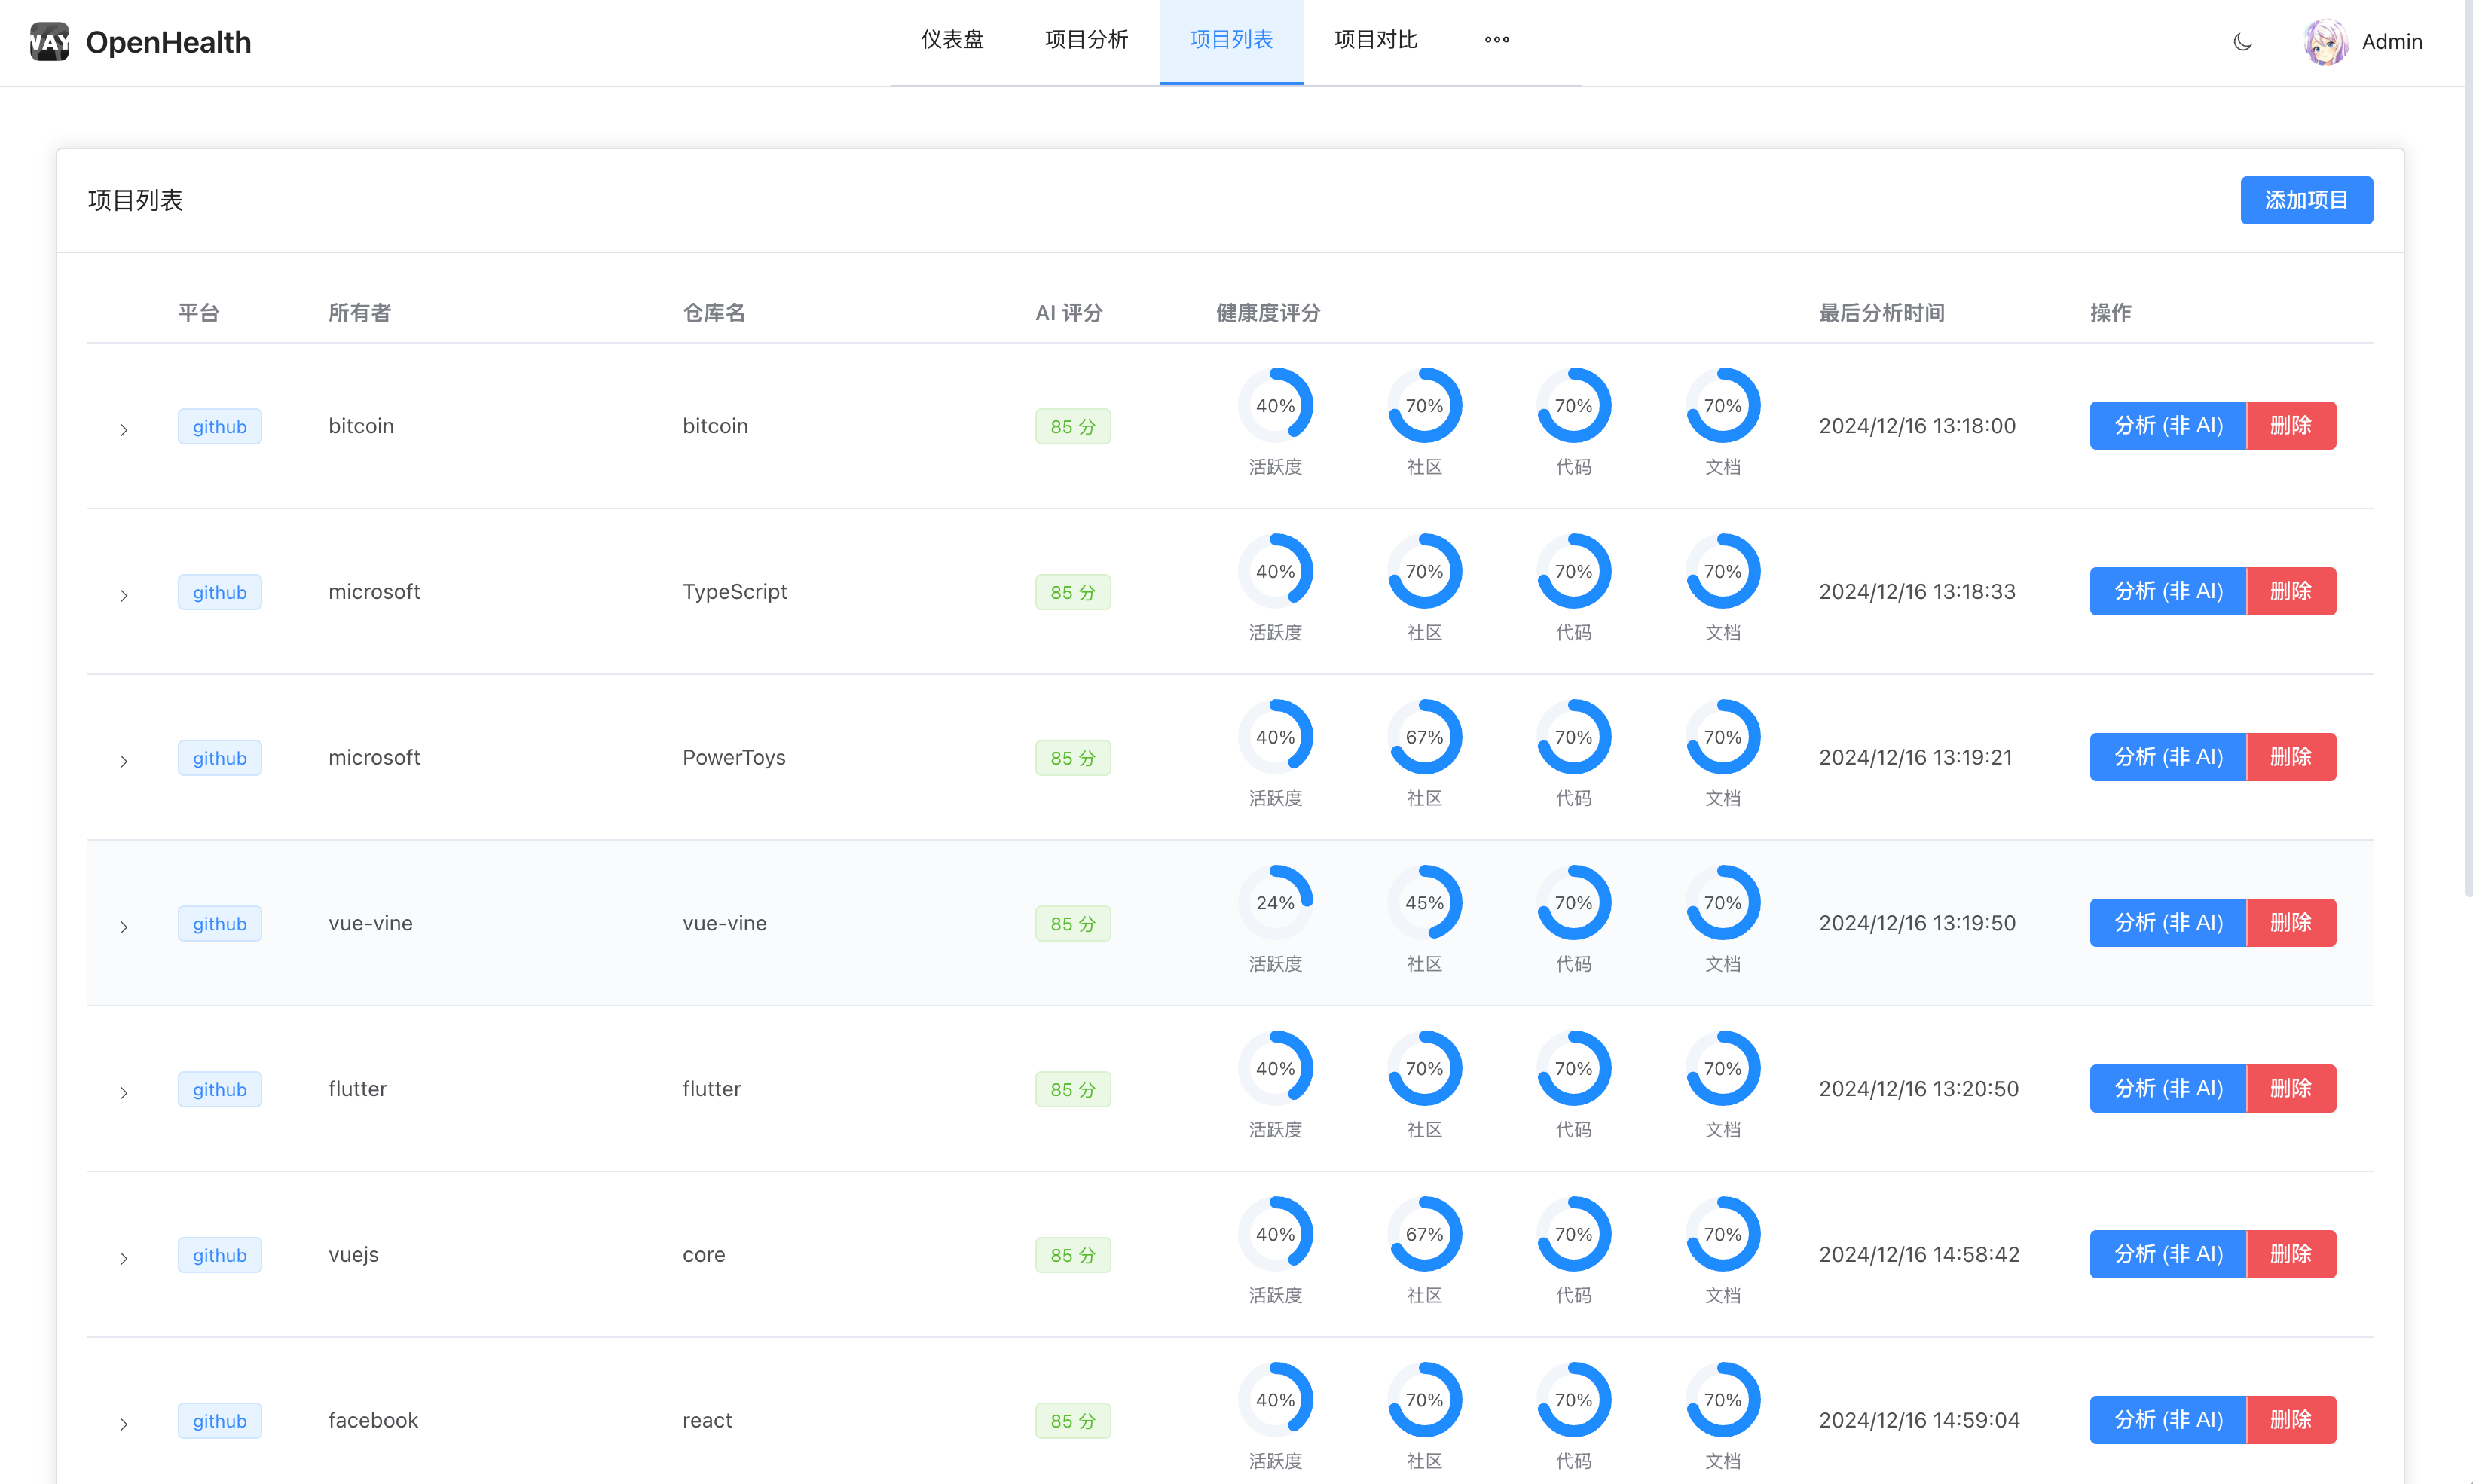 WAY OpenHealth 仪表盘 项目分析 项目列表 项目对比 ••• Admin
项目列表 添加项目
平台 所有者 仓库名 AI 评分 健康度评分 最后分析时间 操作
github bitcoin bitcoin 85 分 40% 70% 70% 70% 2024/12/16 13:18:00 分析 (非 AI) 删除
活跃度 社区 代码 文档
github microsoft TypeScript 85 分 40% 70% 70% 70% 2024/12/16 13:18:33 分析 (非 AI) 删除
活跃度 社区 代码 文档
github microsoft PowerToys 85 分 40% 67% 70% 70% 2024/12/16 13:19:21 分析 (非 AI) 删除
活跃度 社区 代码 文档
github vue-vine vue-vine 85 分 24% 45% 70% 70% 2024/12/16 13:19:50 分析 (非 AI) 删除
活跃度 社区 代码 文档
github flutter flutter 85 分 40% 70% 70% 70% 2024/12/16 13:20:50 分析 (非 AI) 删除
活跃度 社区 代码 文档
github vuejs core 85 分 40% 67% 70% 70% 2024/12/16 14:58:42 分析 (非 AI) 删除
活跃度 社区 代码 文档
github facebook react 85 分 40% 70% 70% 70% 2024/12/16 14:59:04 分析 (非 AI) 删除
活跃度 社区 代码 文档